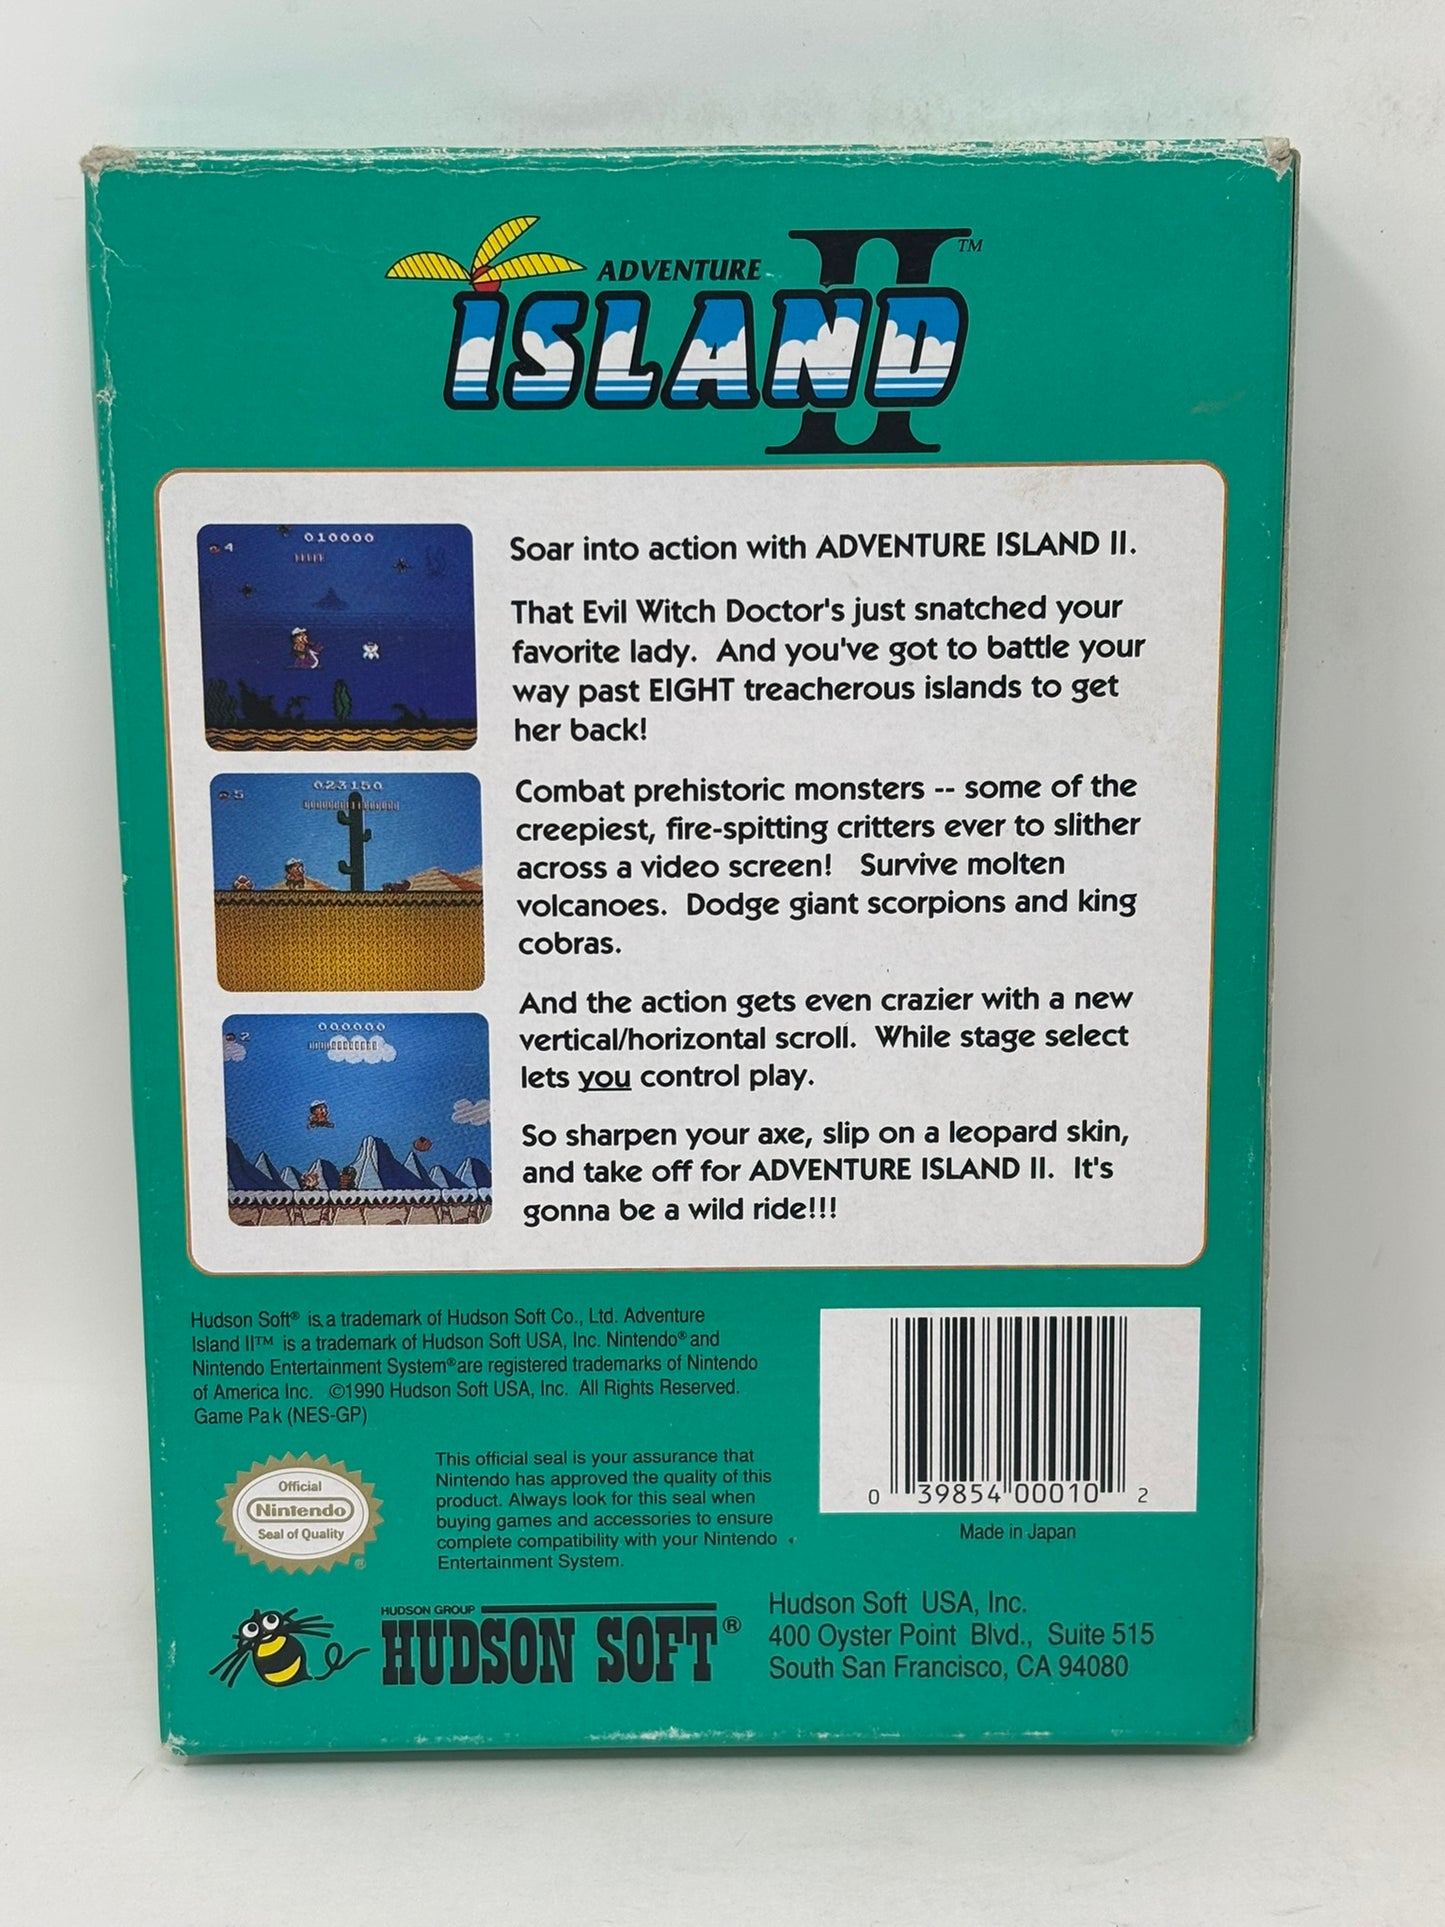 ADVENTURE II™
ISLAND
010000
4
023150
5
000000
2
Soar into action with ADVENTURE ISLAND II.
That Evil Witch Doctor's just snatched your
favorite lady. And you've got to battle your
way past EIGHT treacherous islands to get
her back!
Combat prehistoric monsters -- some of the
creepiest, fire-spitting critters ever to slither
across a video screen! Survive molten
volcanoes. Dodge giant scorpions and king
cobras.
And the action gets even crazier with a new
vertical/horizontal scroll. While stage select
lets you control play.
So sharpen your axe, slip on a leopard skin,
and take off for ADVENTURE ISLAND II. It's
gonna be a wild ride!!!
Hudson Soft® is a trademark of Hudson Soft Co., Ltd. Adventure
Island II™ is a trademark of Hudson Soft USA, Inc. Nintendo® and
Nintendo Entertainment System® are registered trademarks of Nintendo
of America Inc. ©1990 Hudson Soft USA, Inc. All Rights Reserved.
Game Pak (NES-GP)
Official
Nintendo
Seal of Quality
®
This official seal is your assurance that
Nintendo has approved the quality of this
product. Always look for this seal when
buying games and accessories to ensure
complete compatibility with your Nintendo
Entertainment System.
0 39854 00010 2
Made in Japan
HUDSON GROUP
HUDSON SOFT®
Hudson Soft USA, Inc.
400 Oyster Point Blvd., Suite 515
South San Francisco, CA 94080